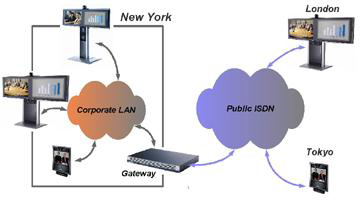 New York
London
Corporate LAN
Public ISDN
Gateway
Tokyo